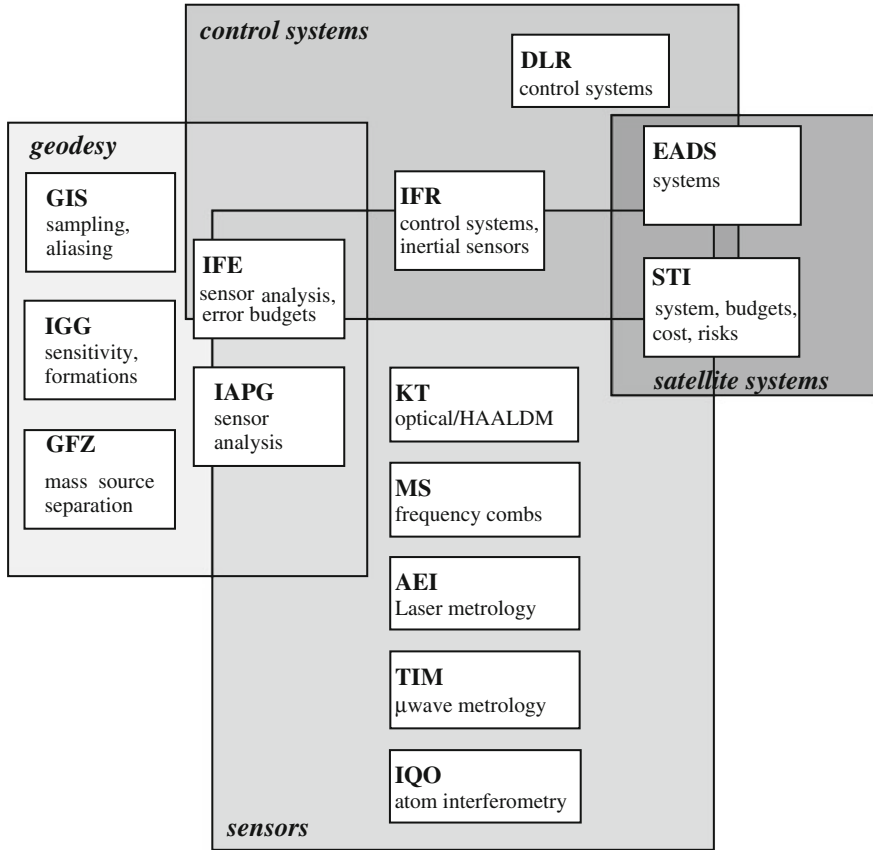 control systems
DLR
control systems
geodesy
EADS
systems
GIS
sampling,
aliasing
IFR
control systems,
inertial sensors
IFE
sensor analysis,
error budgets
STI
system, budgets,
cost, risks
IGG
sensitivity,
formations
satellite systems
IAPG
sensor
analysis
KT
optical/HAALDM
GFZ
mass source
separation
MS
frequency combs
AEI
Laser metrology
TIM
μwave metrology
IQO
atom interferometry
sensors